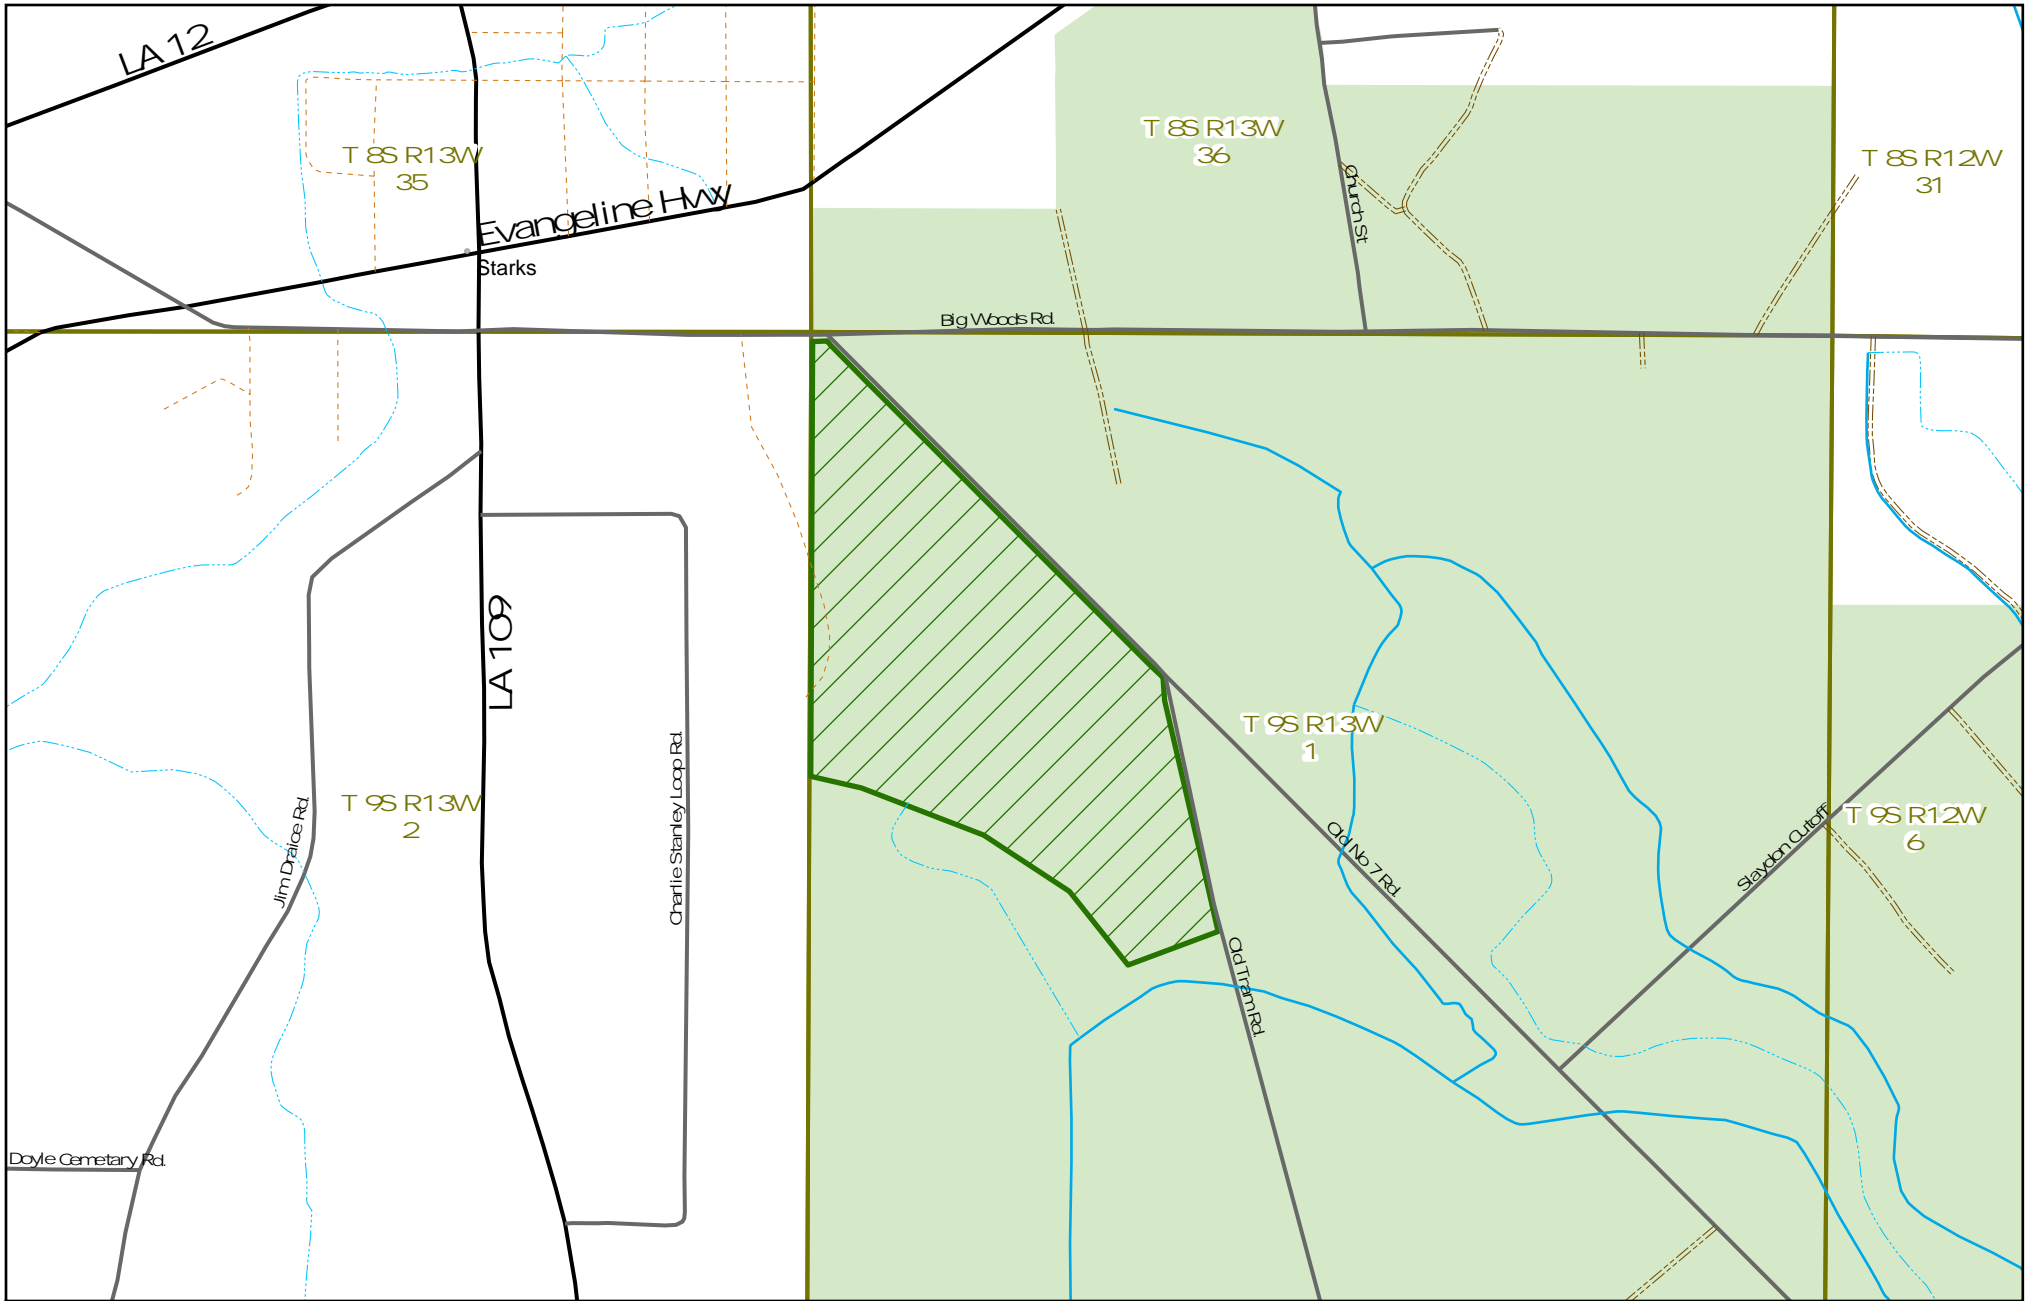 LA 12
T 8S R13W
35
Evangeline Hwy
Starks
T 8S R13W
36
Church St
T 8S R12W
31
Big Woods Rd.
LA 109
T 9S R13W
1
Jim Draice Rd.
T 9S R13W
2
Charlie Stanley Loop Rd.
Old No 7 Rd.
Slaydon Cutoff
T 9S R12W
6
Old Tram Rd.
Doyle Cemetary Rd.